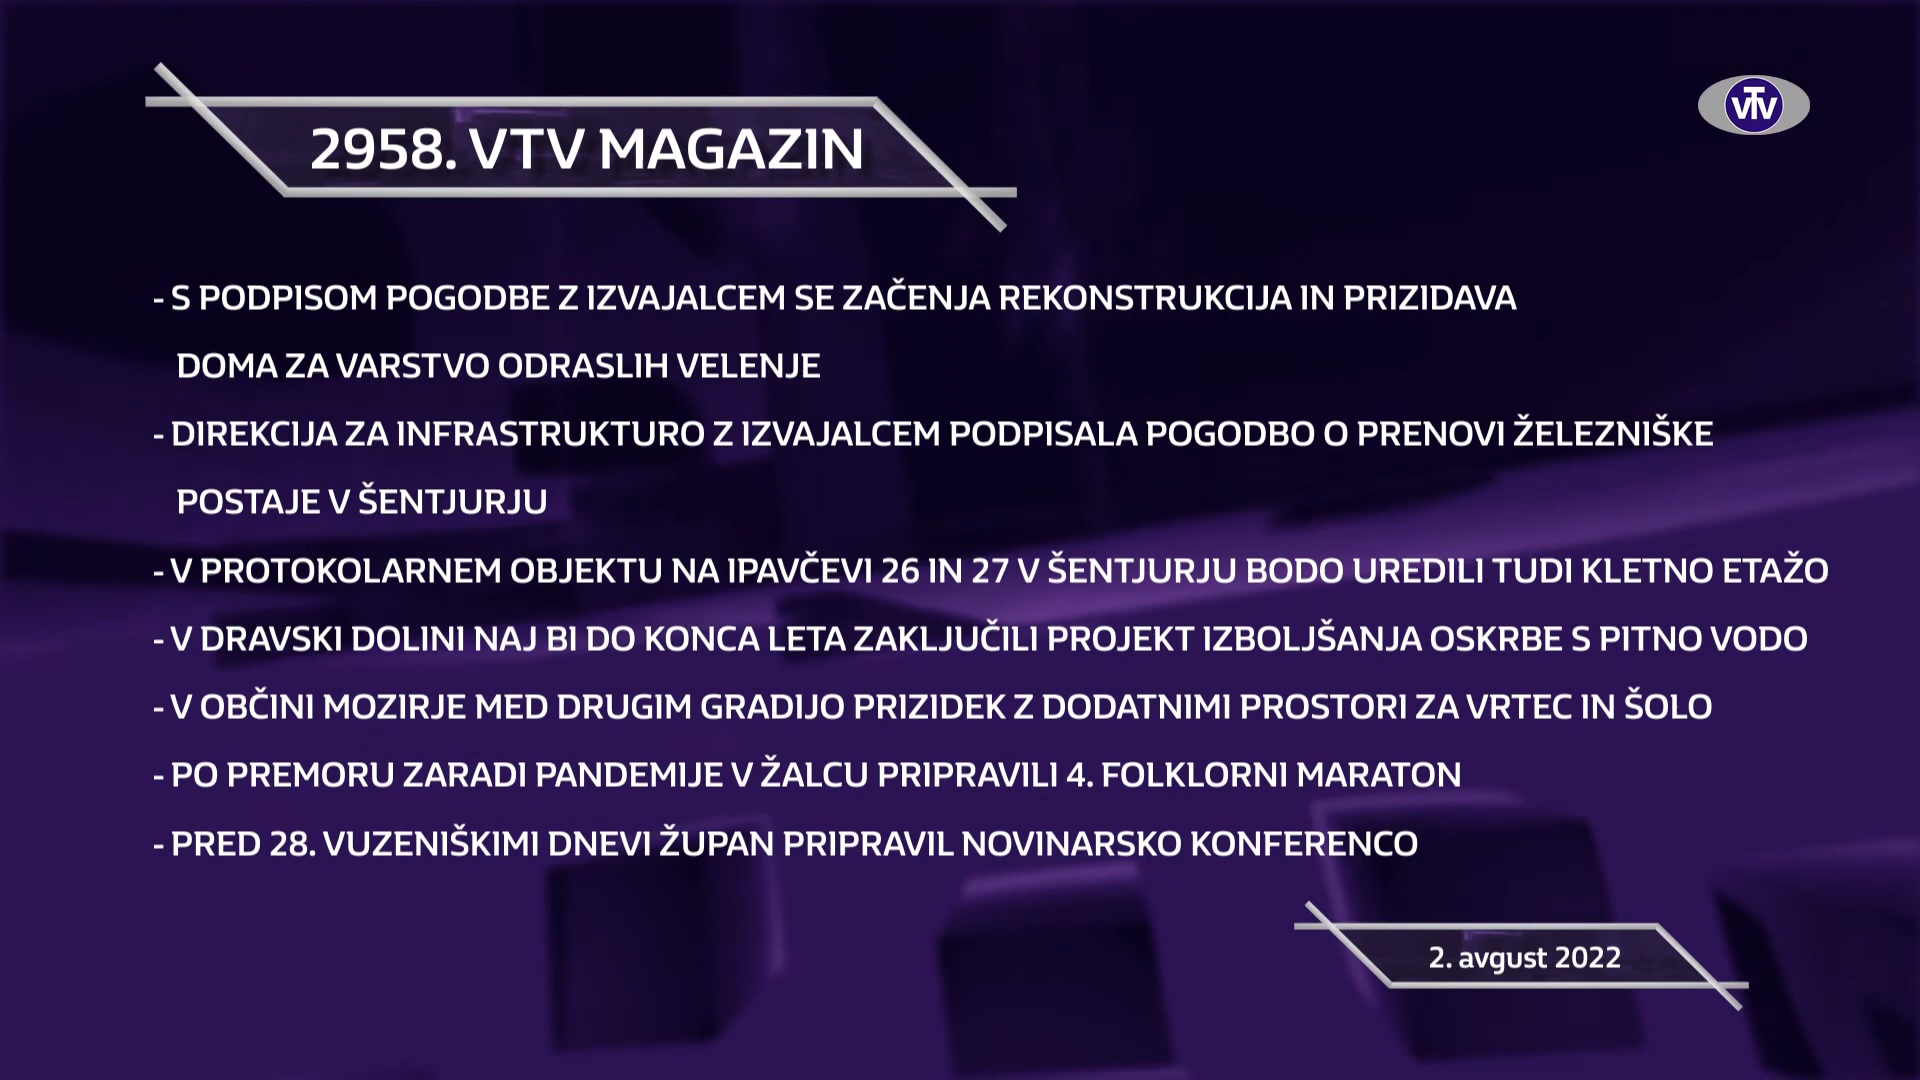 2958. VTV MAGAZIN
VTV
- S PODPISOM POGODBE Z IZVAJALCEM SE ZAČENJA REKONSTRUKCIJA IN PRIZIDAVA
DOMA ZA VARSTVO ODRASLIH VELENJE
- DIREKCIJA ZA INFRASTRUKTURO Z IZVAJALCEM PODPISALA POGODBO O PRENOVI ŽELEZNIŠKE
POSTAJE V ŠENTJURJU
- V PROTOKOLARNEM OBJEKTU NA IPAVČEVI 26 IN 27 V ŠENTJURJU BODO UREDILI TUDI KLETNO ETAŽO
- V DRAVSKI DOLINI NAJ BI DO KONCA LETA ZAKLJUČILI PROJEKT IZBOLJŠANJA OSKRBE S PITNO VODO
- V OBČINI MOZIRJE MED DRUGIM GRADIJO PRIZIDEK Z DODATNIMI PROSTORI ZA VRTEC IN ŠOLO
- PO PREMORU ZARADI PANDEMIJE V ŽALCU PRIPRAVILI 4. FOLKLORNI MARATON
- PRED 28. VUZENIŠKIMI DNEVI ŽUPAN PRIPRAVIL NOVINARSKO KONFERENCO
2. avgust 2022